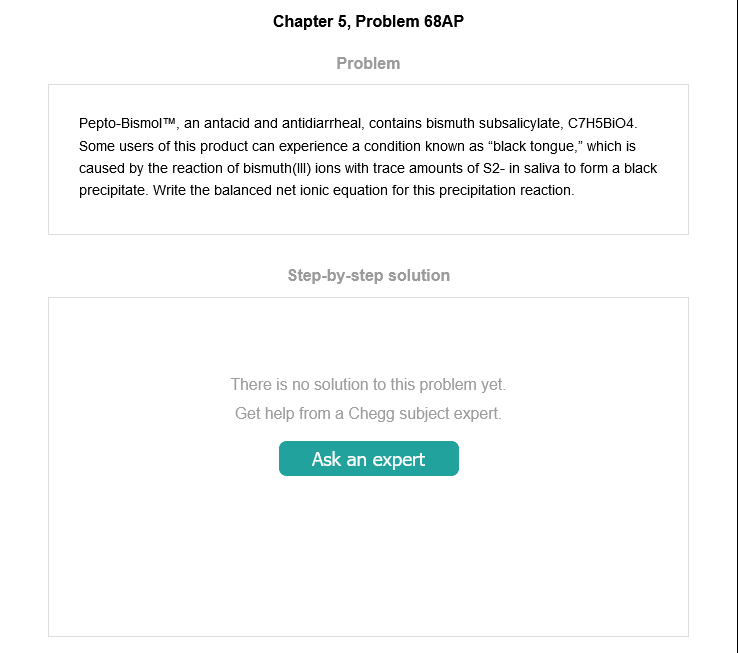 Chapter 5, Problem 68AP
Problem
Pepto-Bismol™, an antacid and antidiarrheal, contains bismuth subsalicylate, C7H5BiO4.
Some users of this product can experience a condition known as “black tongue,” which is
caused by the reaction of bismuth(III) ions with trace amounts of S2- in saliva to form a black
precipitate. Write the balanced net ionic equation for this precipitation reaction.
Step-by-step solution
There is no solution to this problem yet.
Get help from a Chegg subject expert.
Ask an expert